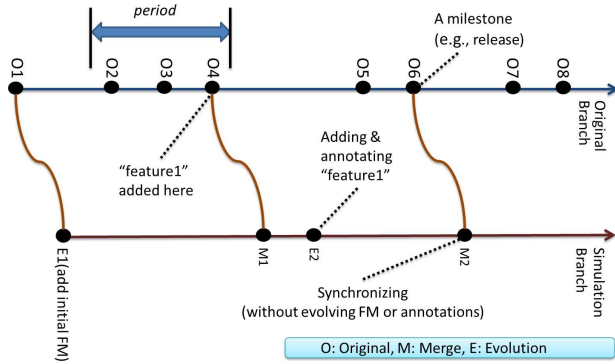 period
A milestone
(e.g., release)
O1
O2
O3
O4
O5
O6
O7
O8
Original
Branch
"feature1"
added here
Adding &
annotating
"feature1"
E1(add initial FM)
M1
E2
M2
Simulation
Branch
Synchronizing
(without evolving FM or annotations)
O: Original, M: Merge, E: Evolution